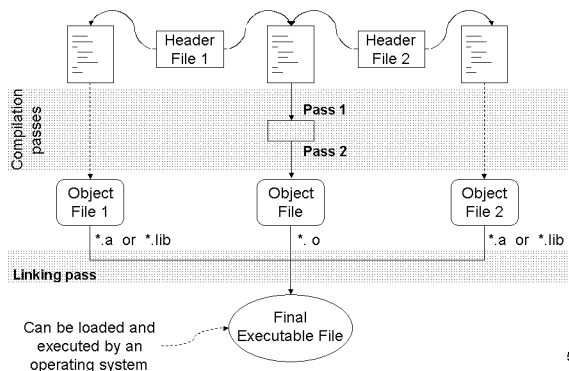 Header
File 1
Header
File 2
Compilation
passes
Pass 1
Pass 2
Object
File 1
Object
File
Object
File 2
*.a or *.lib
*. o
*.a or *.lib
Linking pass
Final
Executable File
Can be loaded and
executed by an
operating system
5